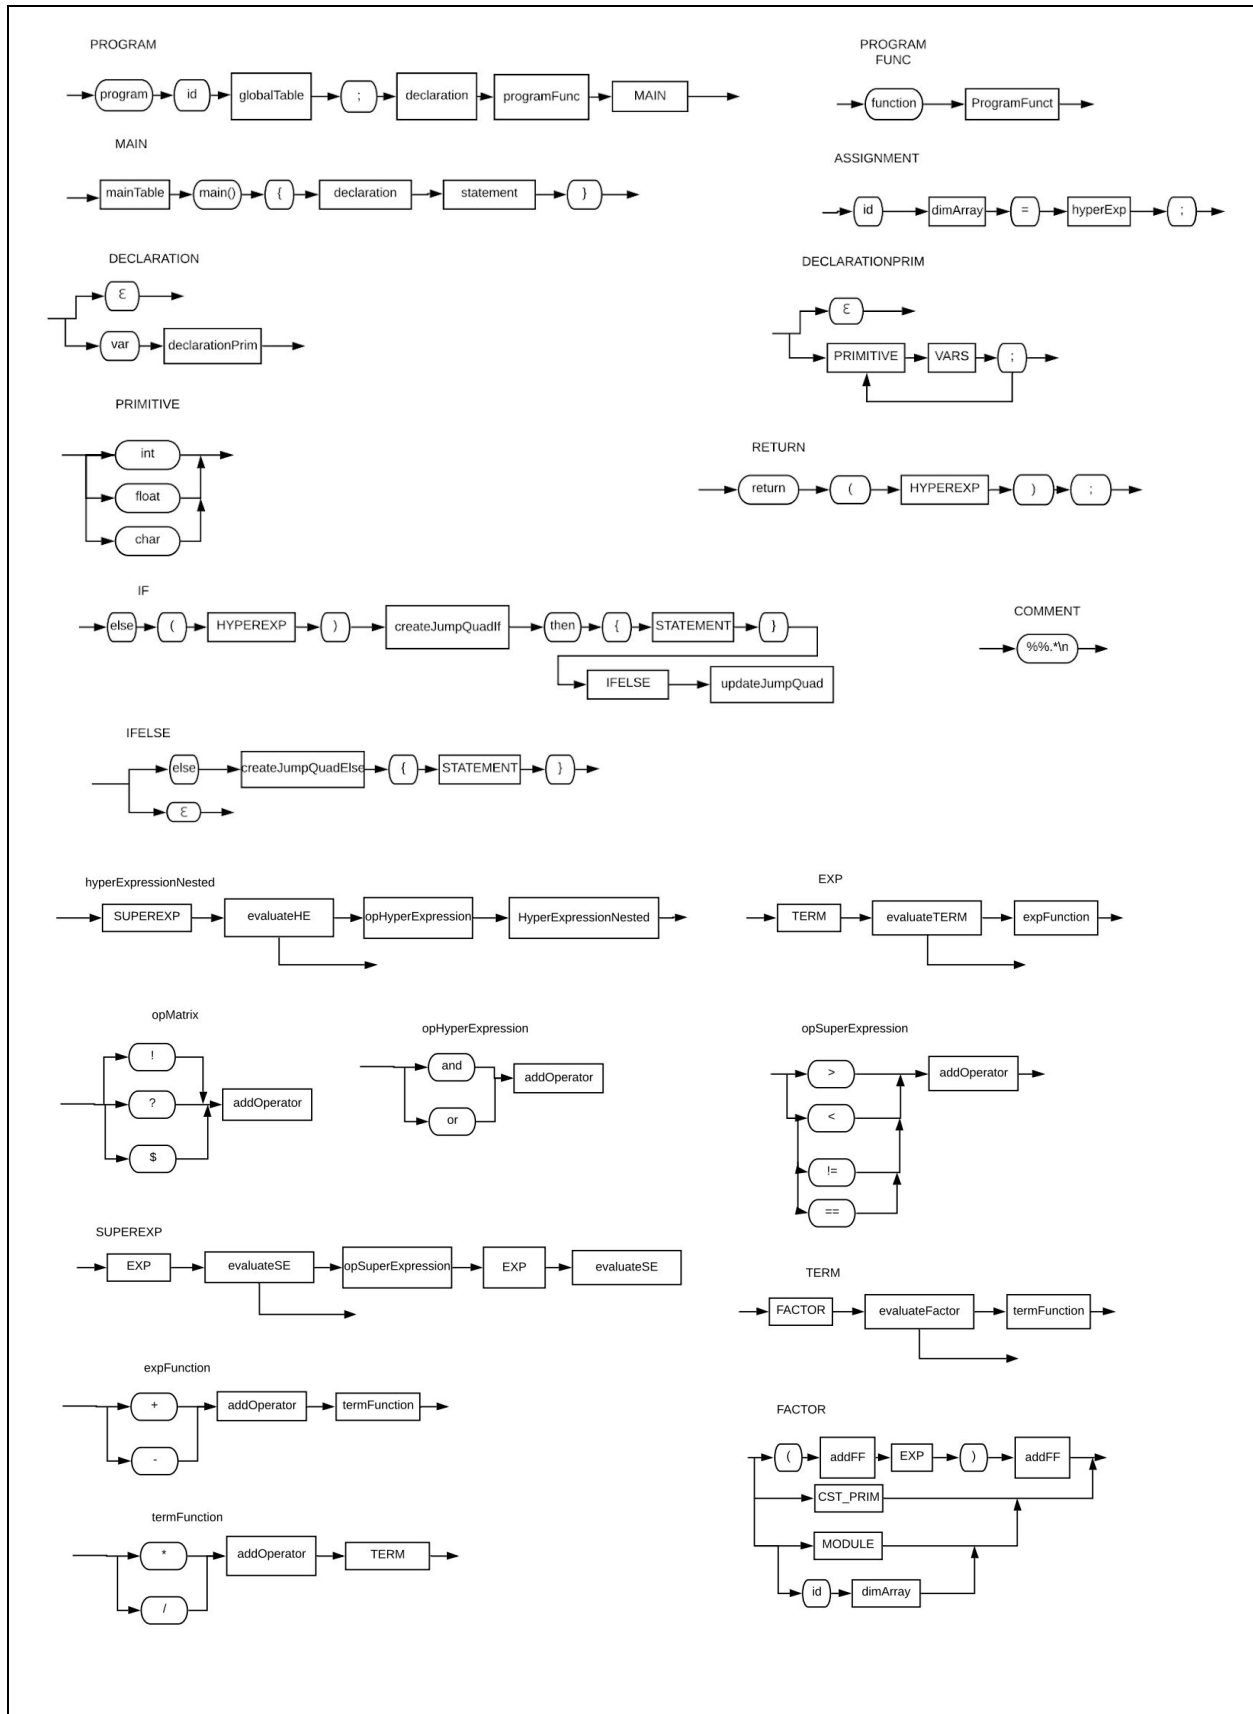 PROGRAM
program id globalTable ; declaration programFunc MAIN
PROGRAM
FUNC
function ProgramFunct
MAIN
mainTable main() { declaration statement }
ASSIGNMENT
id dimArray = hyperExp ;
DECLARATION
ε
var declarationPrim
DECLARATIONPRIM
ε
PRIMITIVE VARS ;
PRIMITIVE
int
float
char
RETURN
return ( HYPEREXP ) ;
IF
else ( HYPEREXP ) createJumpQuadIf then { STATEMENT }
IFELSE updateJumpQuad
COMMENT
%%.*\n
IFELSE
else createJumpQuadElse { STATEMENT }
ε
hyperExpressionNested
SUPEREXP evaluateHE opHyperExpression HyperExpressionNested
EXP
TERM evaluateTERM expFunction
opMatrix
!
? addOperator
$
opHyperExpression
and addOperator
or
opSuperExpression
> addOperator
<
!=
==
SUPEREXP
EXP evaluateSE opSuperExpression EXP evaluateSE
TERM
FACTOR evaluateFactor termFunction
expFunction
+ addOperator termFunction
-
FACTOR
( addFF EXP ) addFF
CST_PRIM
MODULE
id dimArray
termFunction
* addOperator TERM
/